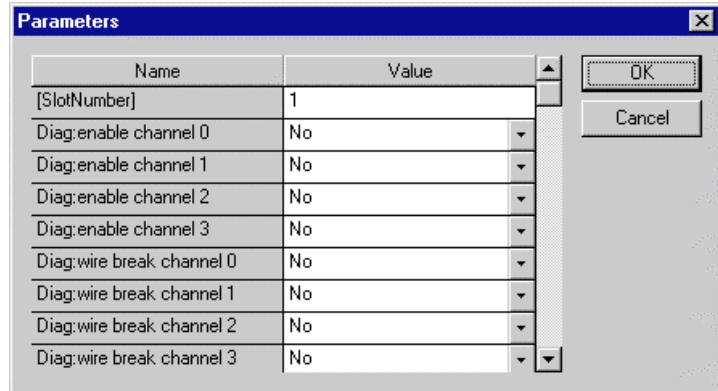 Parameters
Name Value
OK
[SlotNumber] 1
Cancel
Diag:enable channel 0 No
Diag:enable channel 1 No
Diag:enable channel 2 No
Diag:enable channel 3 No
Diag:wire break channel 0 No
Diag:wire break channel 1 No
Diag:wire break channel 2 No
Diag:wire break channel 3 No